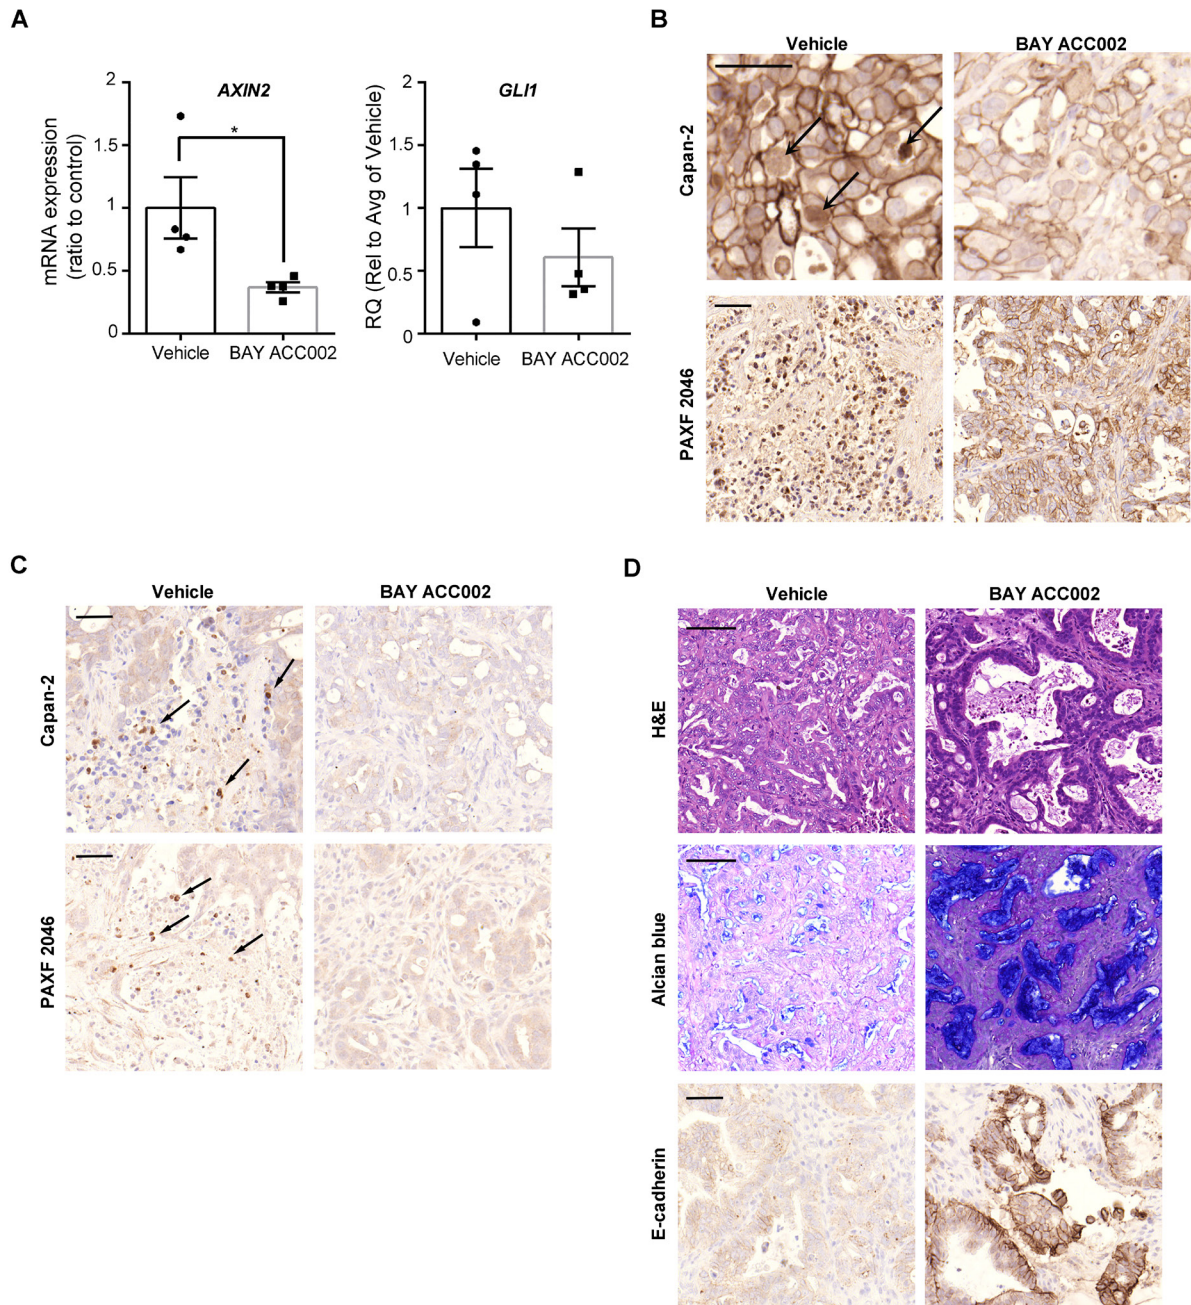 A
AXIN2
mRNA expression
(ratio to control)
2
1.5
1
0.5
0
*
Vehicle
BAY ACC002
GLI1
RQ (Rel to Avg of Vehicle)
2
1.5
1
0.5
0
Vehicle
BAY ACC002
B
Vehicle
BAY ACC002
Capan-2
PAXF 2046
C
Vehicle
BAY ACC002
Capan-2
PAXF 2046
D
Vehicle
BAY ACC002
H&E
Alcian blue
E-cadherin